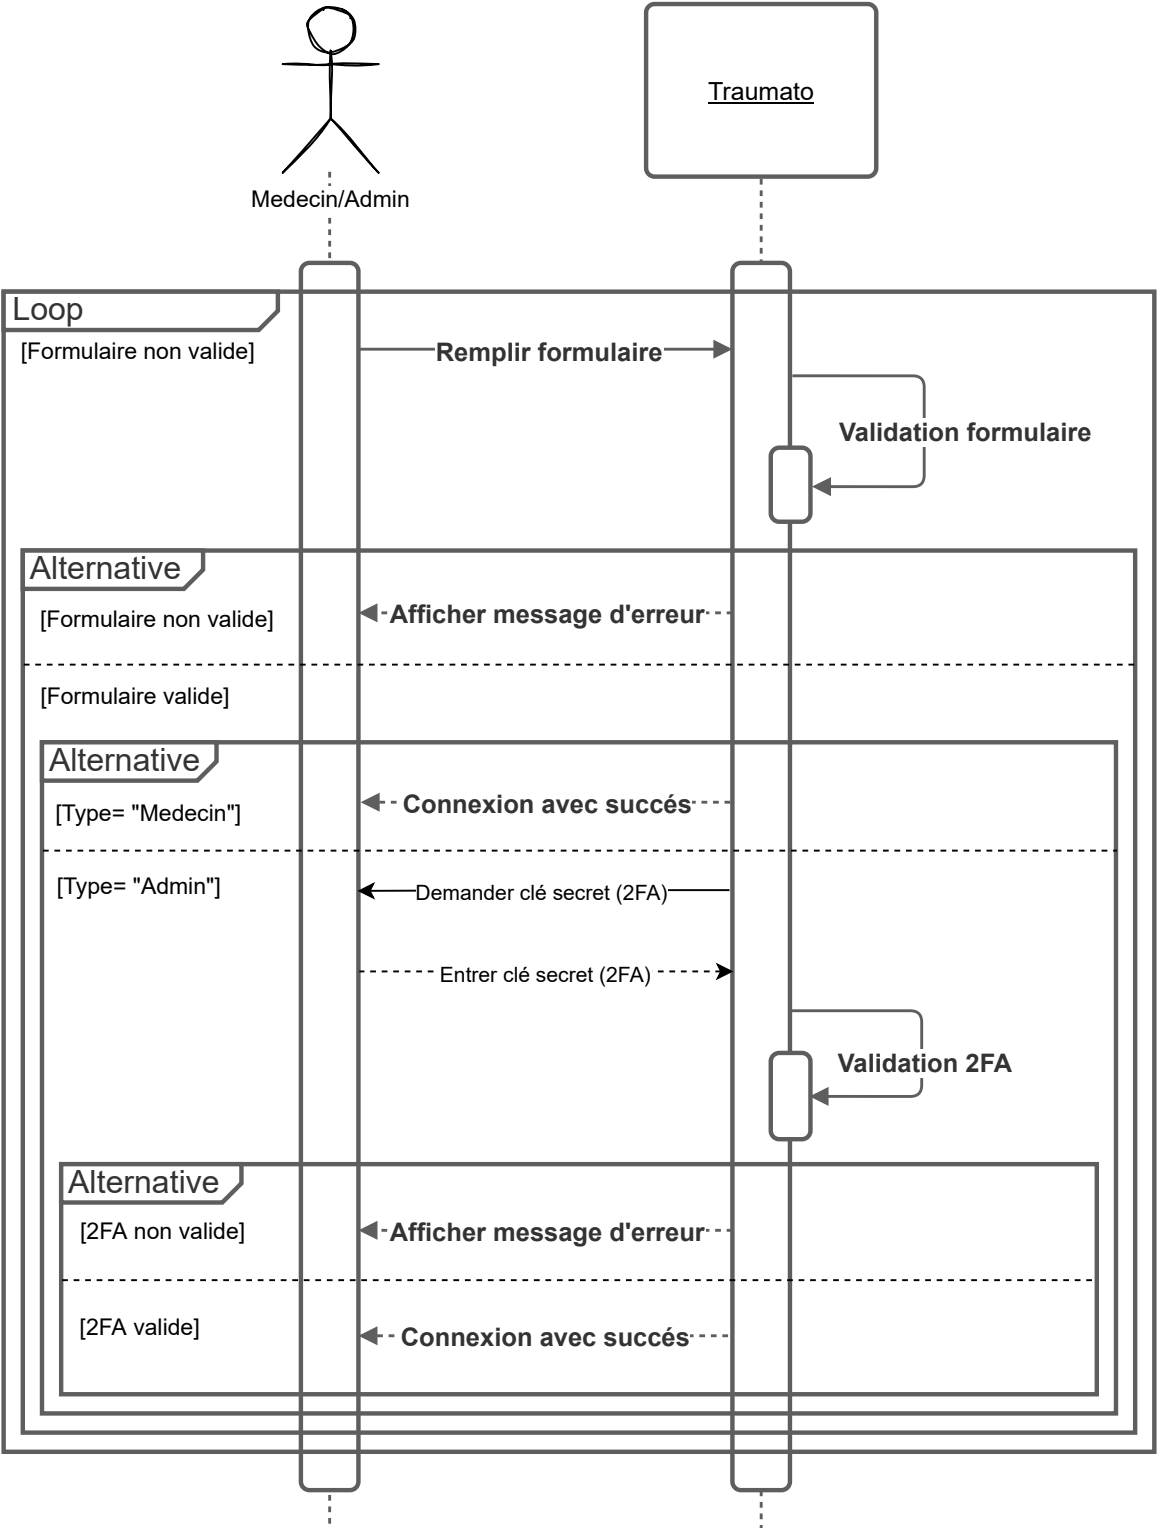 Traumato
Medecin/Admin
Loop
[Formulaire non valide]
Remplir formulaire
Validation formulaire
Alternative
[Formulaire non valide]
Afficher message d'erreur
[Formulaire valide]
Alternative
[Type= "Medecin"]
Connexion avec succés
[Type= "Admin"]
Demander clé secret (2FA)
Entrer clé secret (2FA)
Validation 2FA
Alternative
[2FA non valide]
Afficher message d'erreur
[2FA valide]
Connexion avec succés